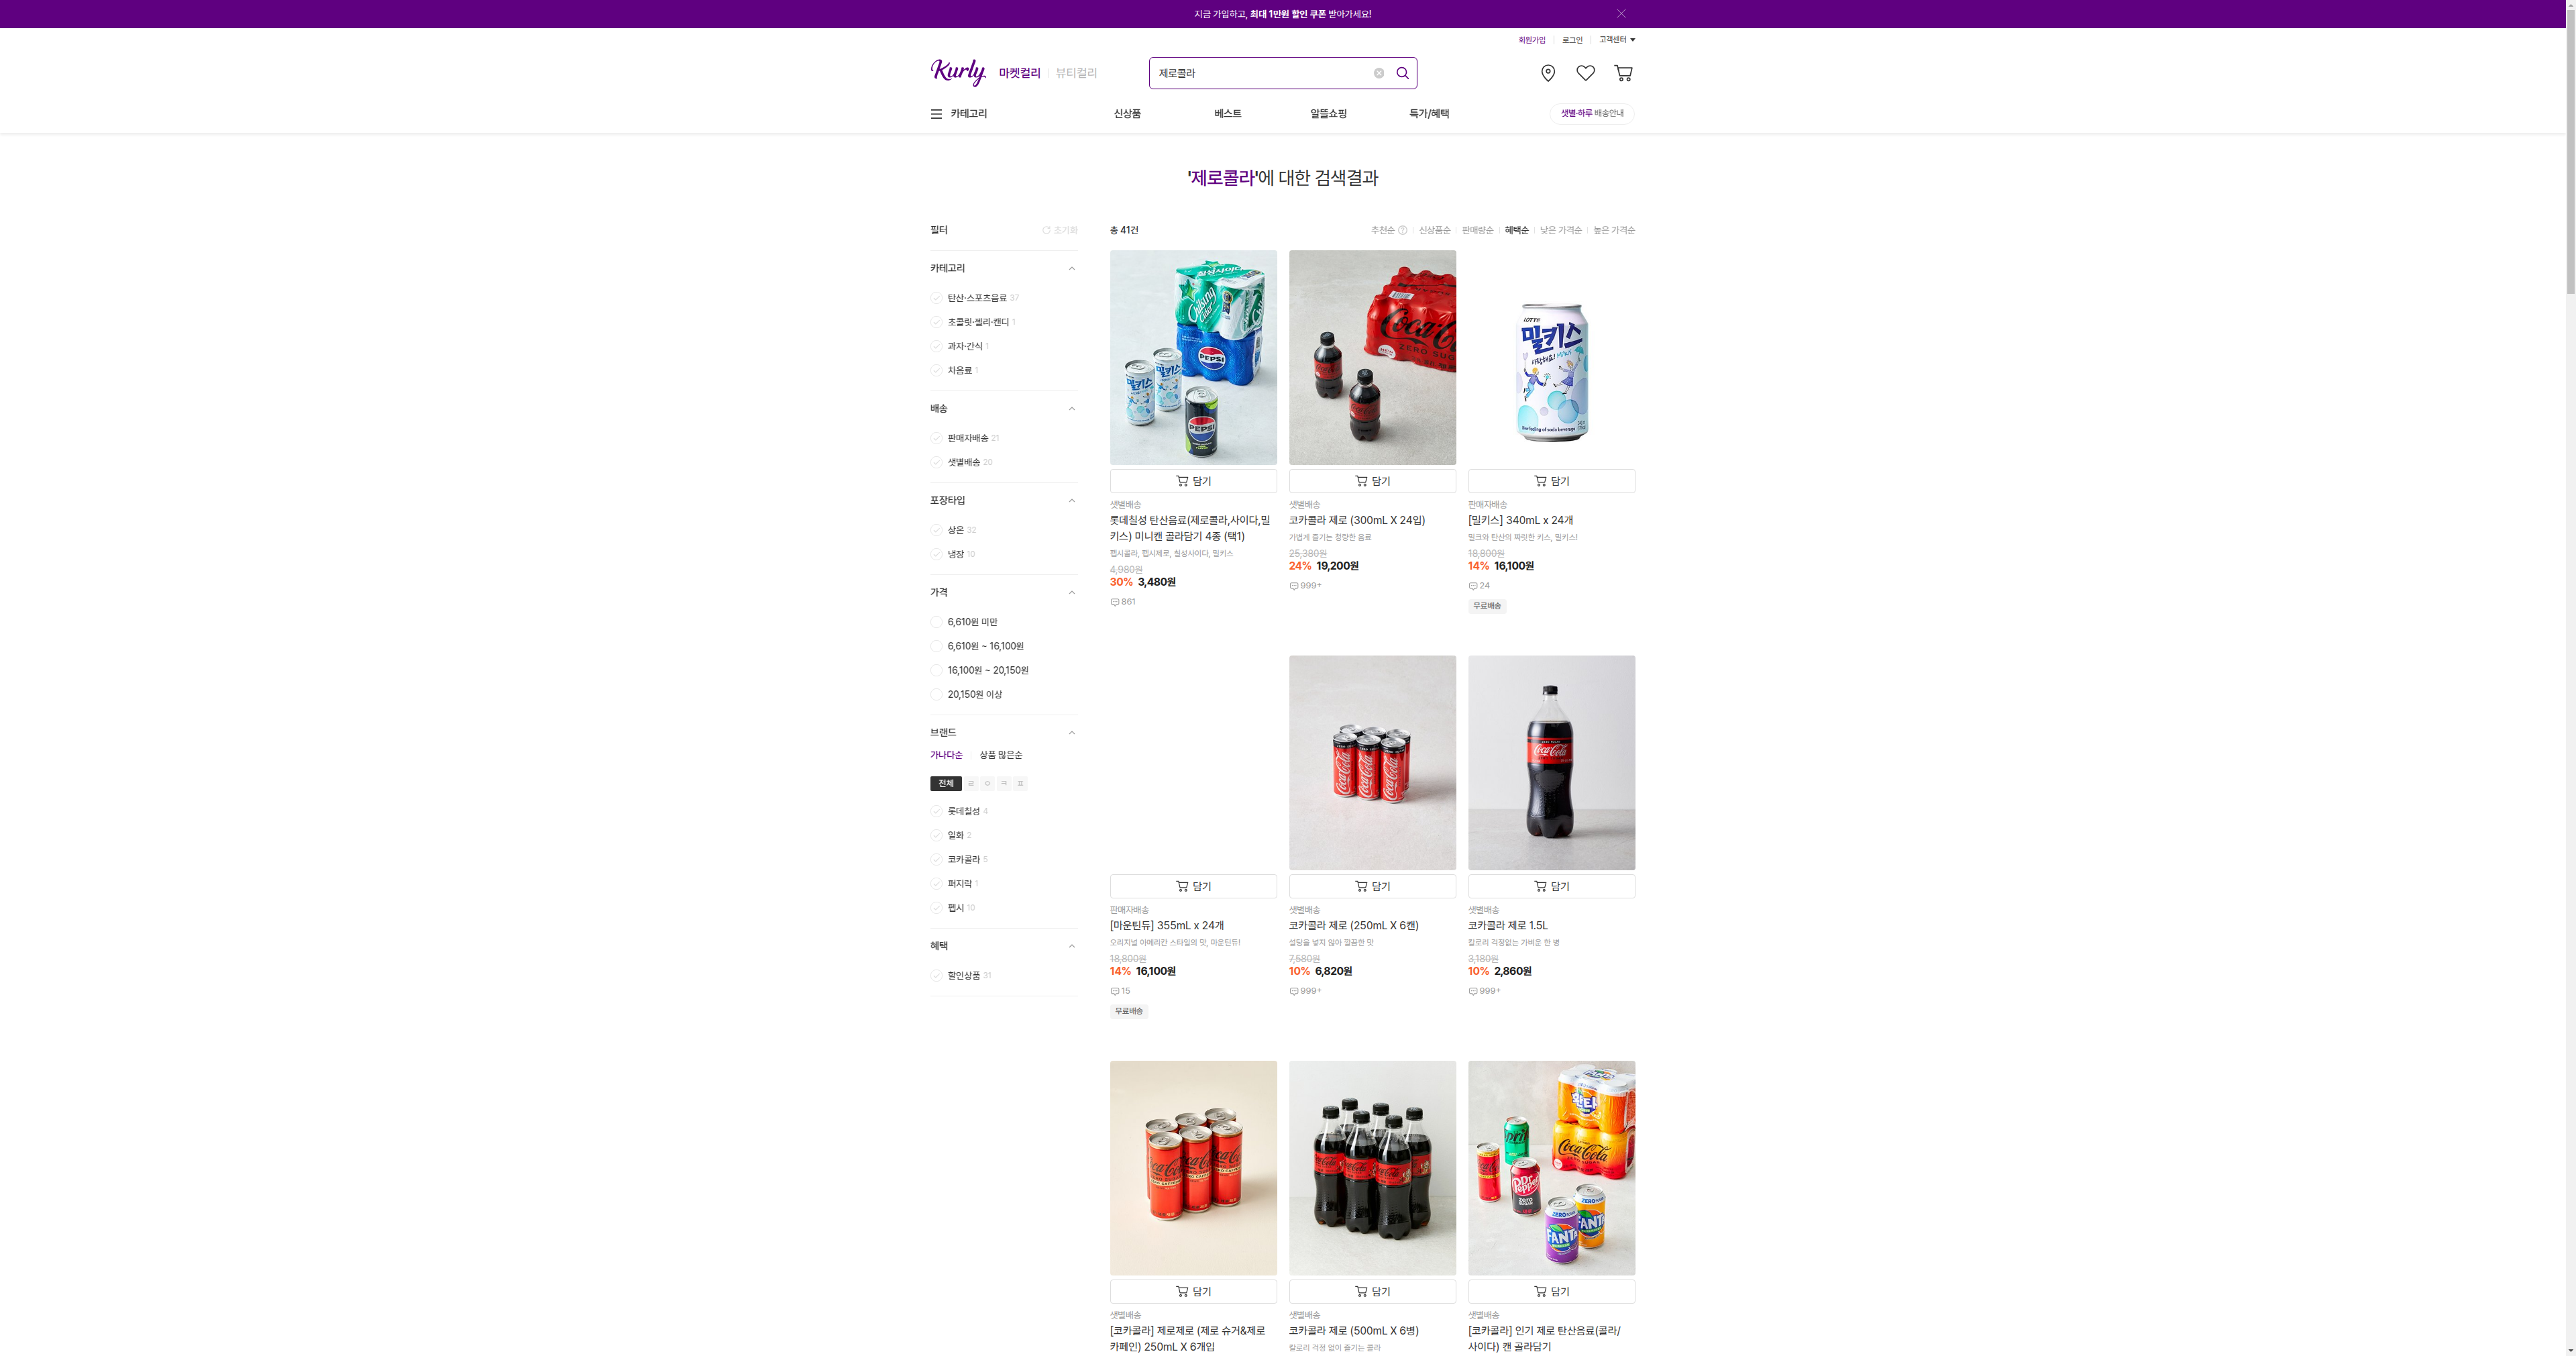 지금 가입하고, 최대 1만원 할인 쿠폰 받아가세요!
회원가입
로그인
고객센터
Kurly
마켓컬리
뷰티컬리
제로콜라
카테고리
신상품
베스트
알뜰쇼핑
특가/혜택
샛별·하루 배송안내
'제로콜라'에 대한 검색결과
필터
초기화
카테고리
탄산·스포츠음료 37
초콜릿·젤리·캔디 1
과자·간식 1
차음료 1
배송
판매자배송 21
샛별배송 20
포장타입
상온 32
냉장 10
가격
6,610원 미만
6,610원 ~ 16,100원
16,100원 ~ 20,150원
20,150원 이상
브랜드
가나다순
상품 많은순
전체 ㄹ ㅇ ㅋ ㅍ
롯데칠성 4
일화 2
코카콜라 5
퍼지락 1
펩시 10
혜택
할인상품 31
총 41건
추천순
신상품순
판매량순
혜택순
낮은 가격순
높은 가격순
담기
샛별배송
롯데칠성 탄산음료(제로콜라,사이다,밀
키스) 미니캔 골라담기 4종 (택1)
펩시콜라, 펩시제로, 칠성사이다, 밀키스
4,980원
30% 3,480원
861
담기
샛별배송
코카콜라 제로 (300mL X 24입)
가볍게 즐기는 청량한 음료
25,380원
24% 19,200원
999+
LOTTE
밀키스
담기
판매자배송
[밀키스] 340mL x 24개
밀크와 탄산의 짜릿한 키스, 밀키스!
18,800원
14% 16,100원
24
무료배송
담기
판매자배송
[마운틴듀] 355mL x 24개
오리지널 아메리칸 스타일의 맛, 마운틴듀!
18,800원
14% 16,100원
15
무료배송
담기
샛별배송
코카콜라 제로 (250mL X 6캔)
설탕을 넣지 않아 깔끔한 맛
7,580원
10% 6,820원
999+
담기
샛별배송
코카콜라 제로 1.5L
칼로리 걱정없는 가벼운 한 병
3,180원
10% 2,860원
999+
담기
샛별배송
[코카콜라] 제로제로 (제로 슈거&제로
카페인) 250mL X 6개입
담기
샛별배송
코카콜라 제로 (500mL X 6병)
칼로리 걱정 없이 즐기는 콜라
담기
샛별배송
[코카콜라] 인기 제로 탄산음료(콜라/
사이다) 캔 골라담기